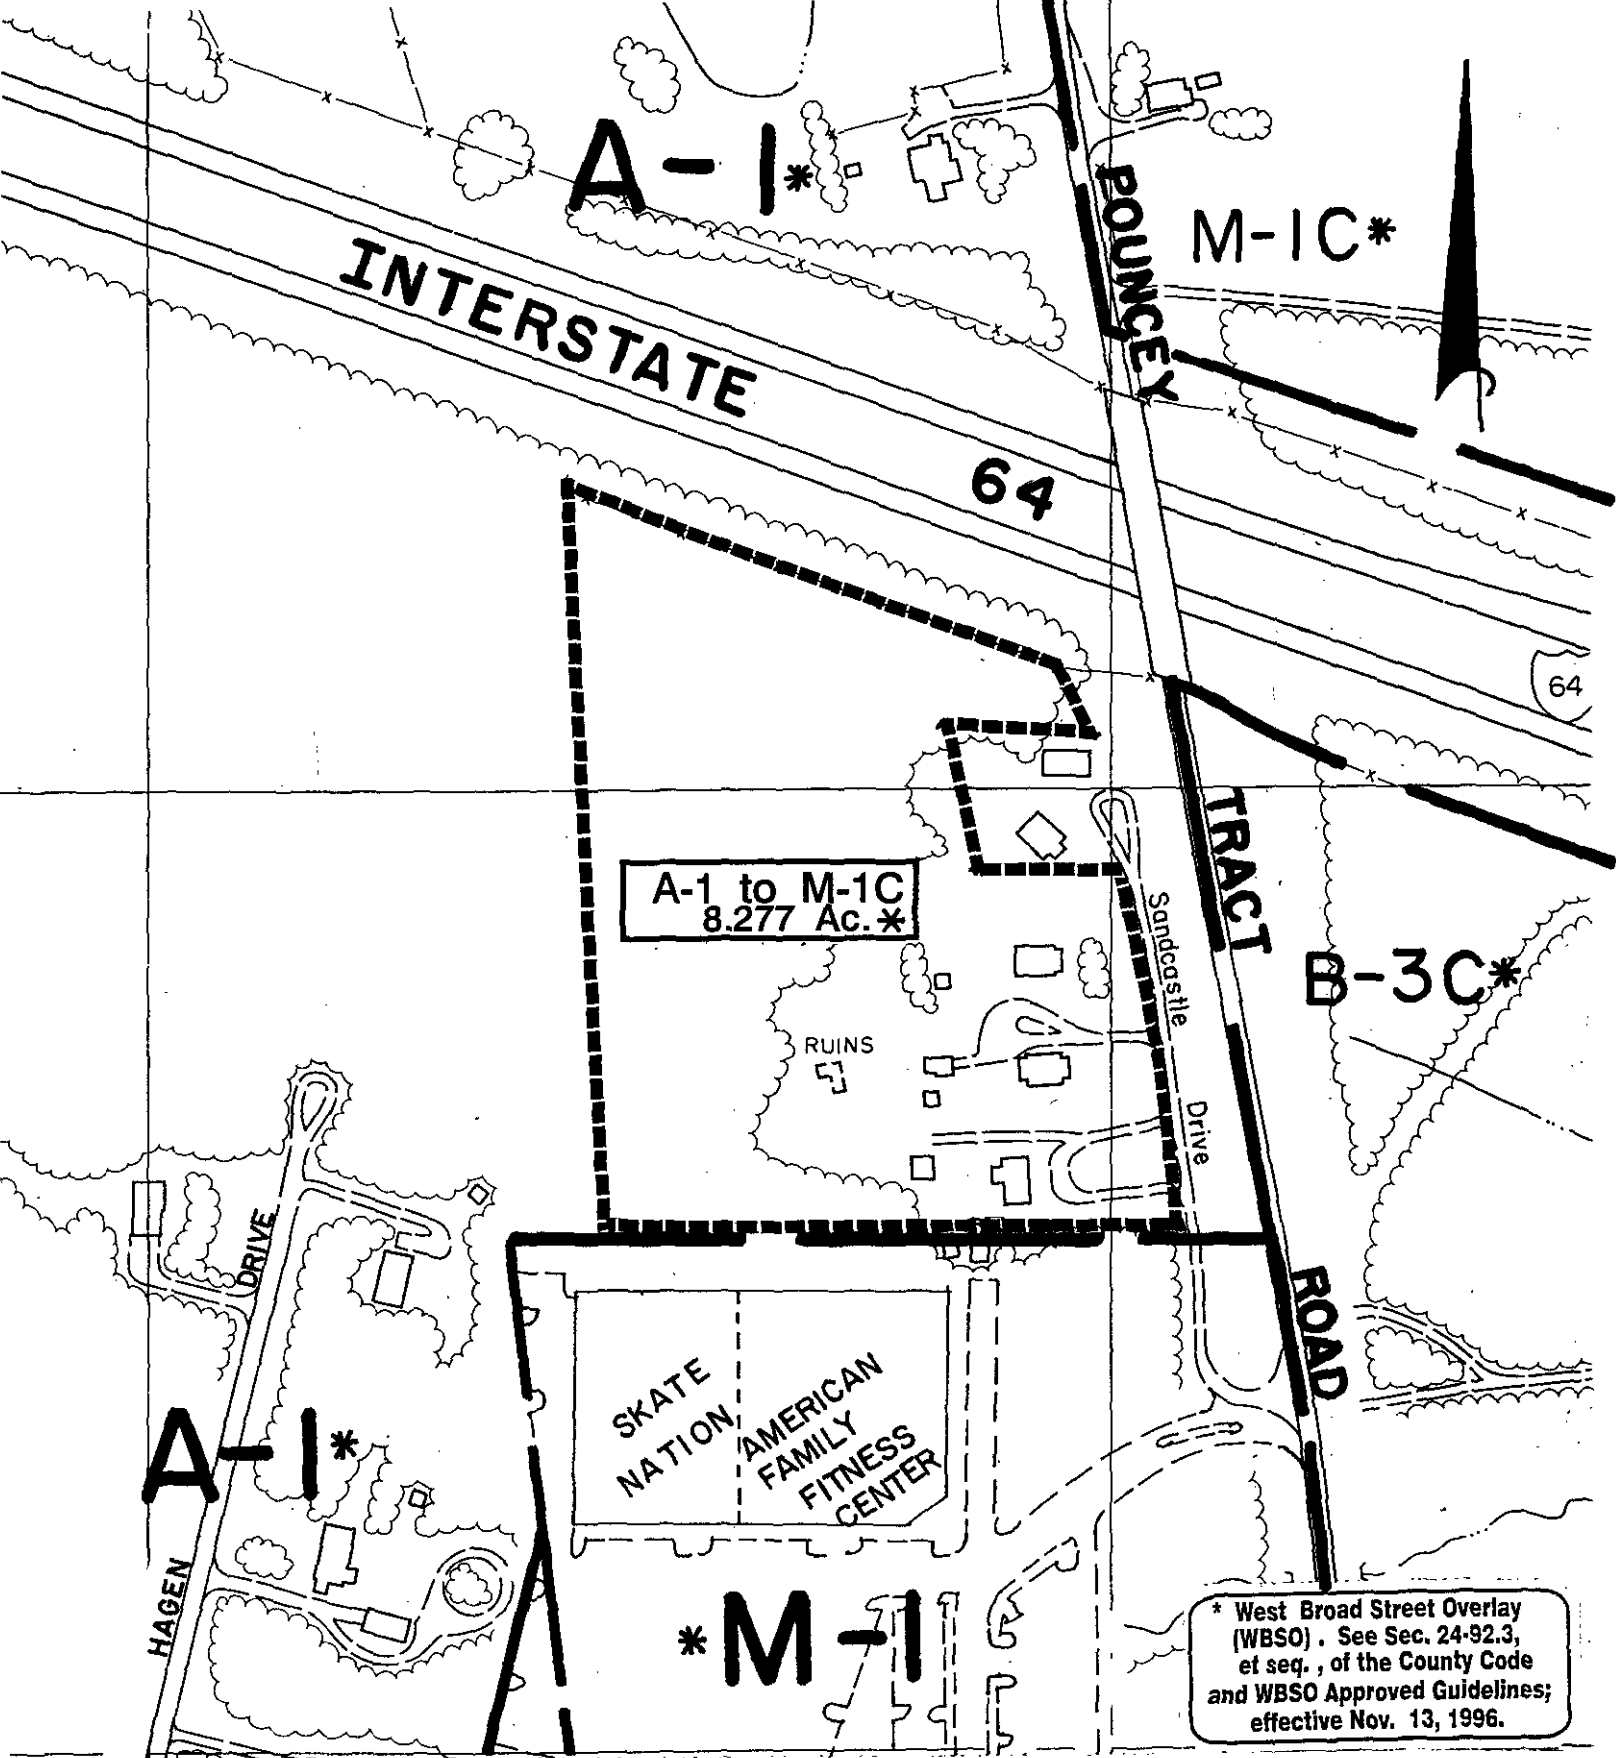 A-1*
POUNCEY
M-1C*
INTERSTATE
64
64
TRACT
A-1 to M-1C
8.277 Ac.*
Sandcastle
B-3C*
RUINS
Drive
DRIVE
ROAD
SKATE
NATION
AMERICAN
FAMILY
FITNESS
CENTER
A-1*
HAGEN
*M-1
* West Broad Street Overlay
(WBSO). See Sec. 24-92.3,
et seq., of the County Code
and WBSO Approved Guidelines;
effective Nov. 13, 1996.